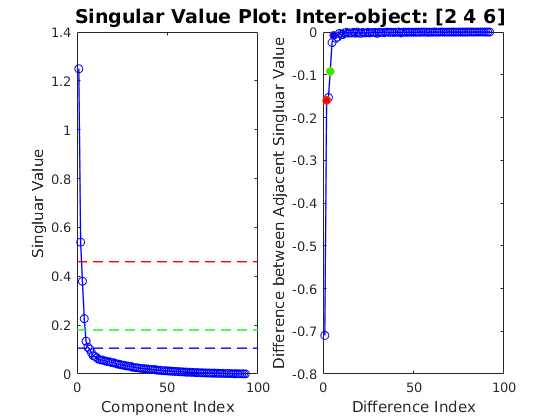 Singular Value Plot: Inter-object: [2 4 6]
Singluar Value
1.4
1.2
1
0.8
0.6
0.4
0.2
0
0 50 100
Component Index
Difference between Adjacent Singluar Value
0
-0.1
-0.2
-0.3
-0.4
-0.5
-0.6
-0.7
-0.8
0 50 100
Difference Index